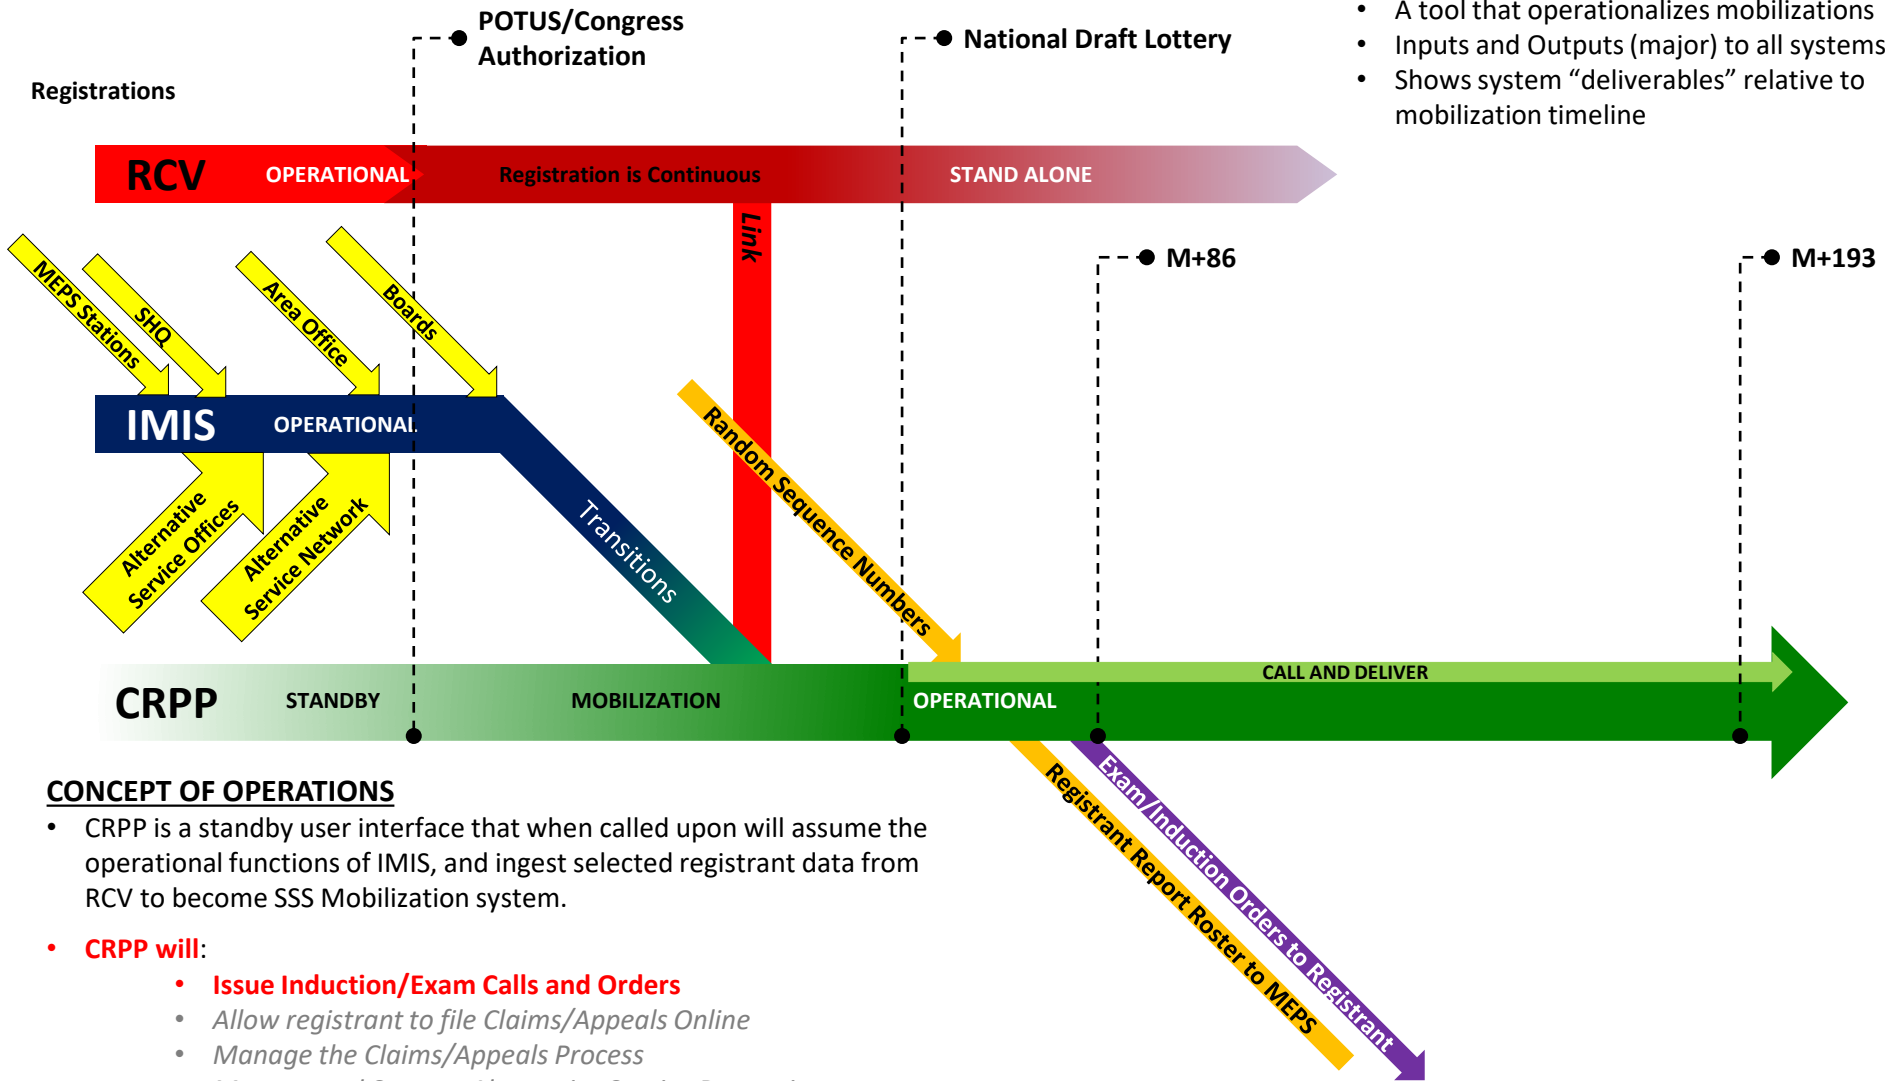 POTUS/Congress
Authorization
National Draft Lottery
• A tool that operationalizes mobilizations
• Inputs and Outputs (major) to all systems
• Shows system “deliverables” relative to
mobilization timeline
Registrations
RCV OPERATIONAL Registration is Continuous STAND ALONE
Link
M+86
M+193
MEPS Stations
SHQ
Area Office
Boards
IMIS OPERATIONAL
Alternative
Service Offices
Alternative
Service Network
Transitions
Random Sequence Numbers
CALL AND DELIVER
CRPP STANDBY MOBILIZATION OPERATIONAL
Registrant Report Roster to MEPS
Exam/Induction Orders to Registrant
CONCEPT OF OPERATIONS
• CRPP is a standby user interface that when called upon will assume the
operational functions of IMIS, and ingest selected registrant data from
RCV to become SSS Mobilization system.
• CRPP will:
• Issue Induction/Exam Calls and Orders
• Allow registrant to file Claims/Appeals Online
• Manage the Claims/Appeals Process